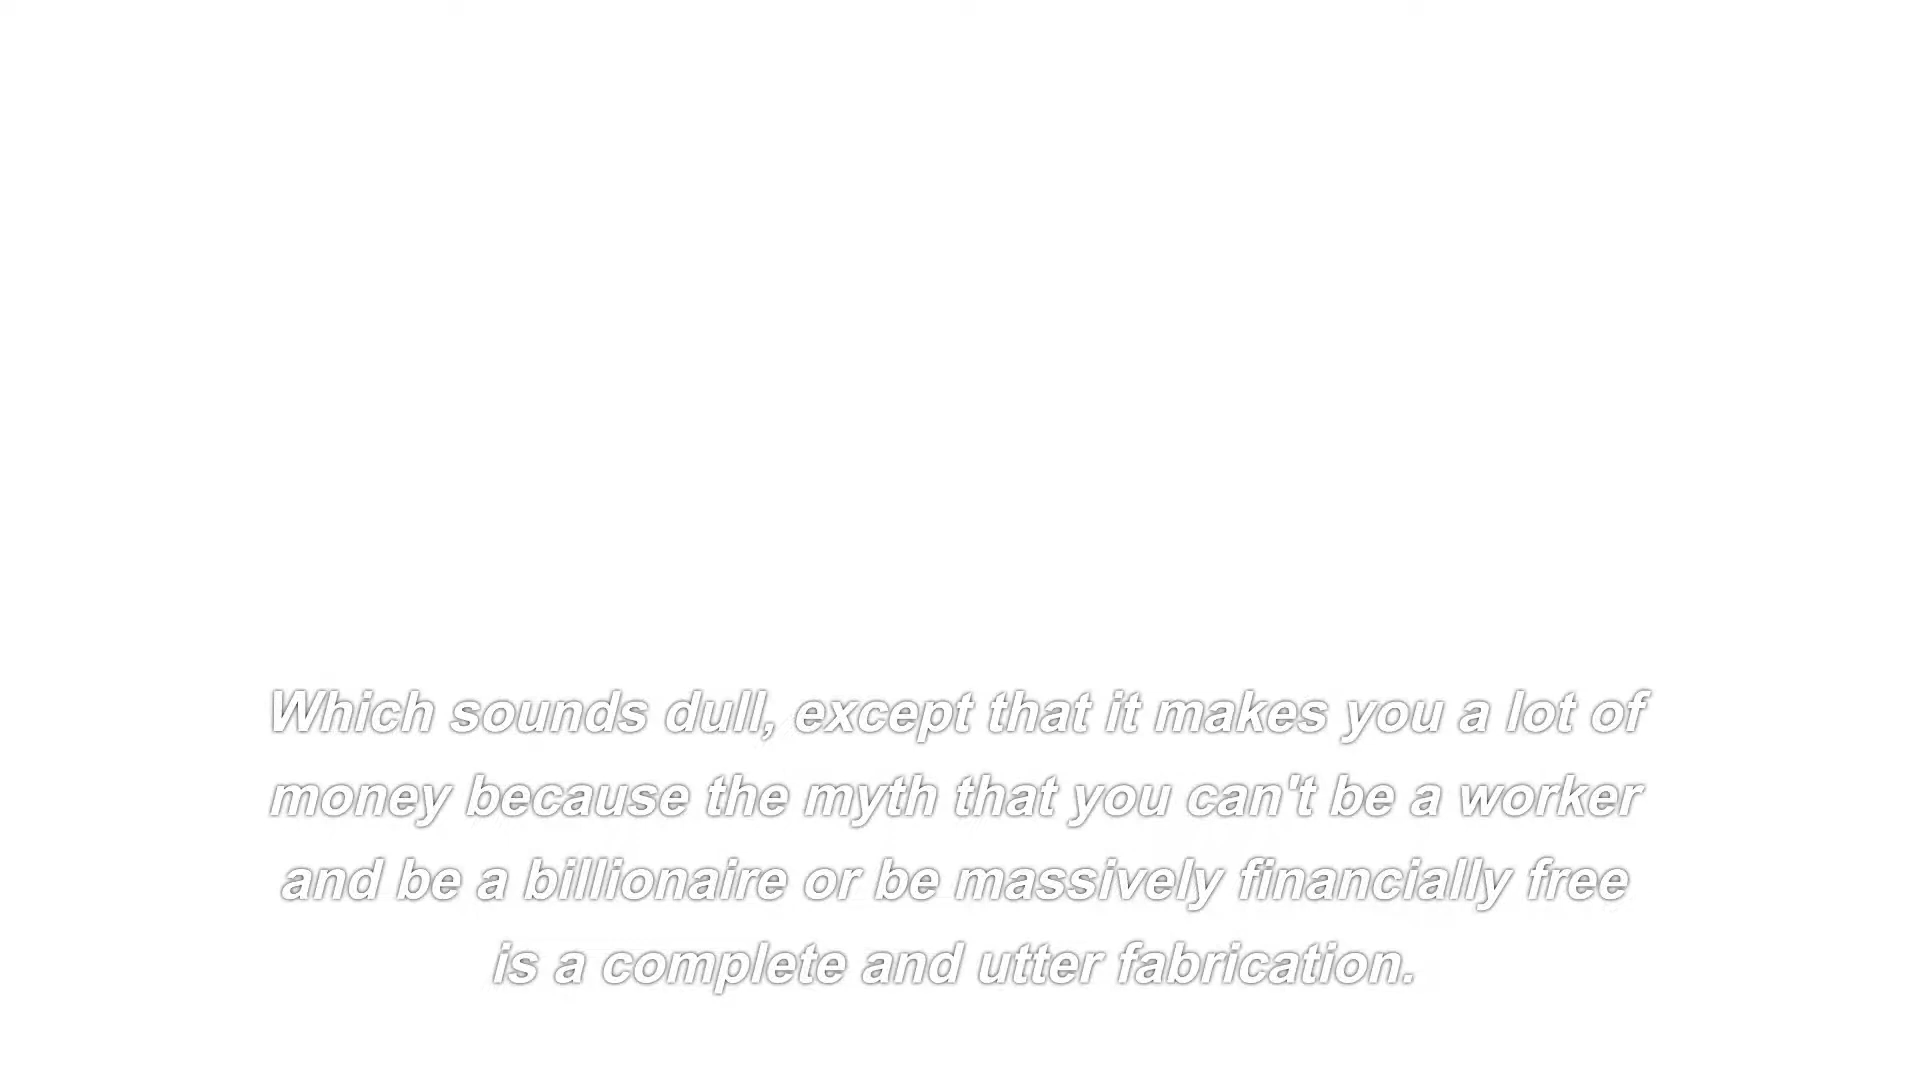 Which sounds dull, except that it makes you a lot of
money because the myth that you can't be a worker
and be a billionaire or be massively financially free
is a complete and utter fabrication.